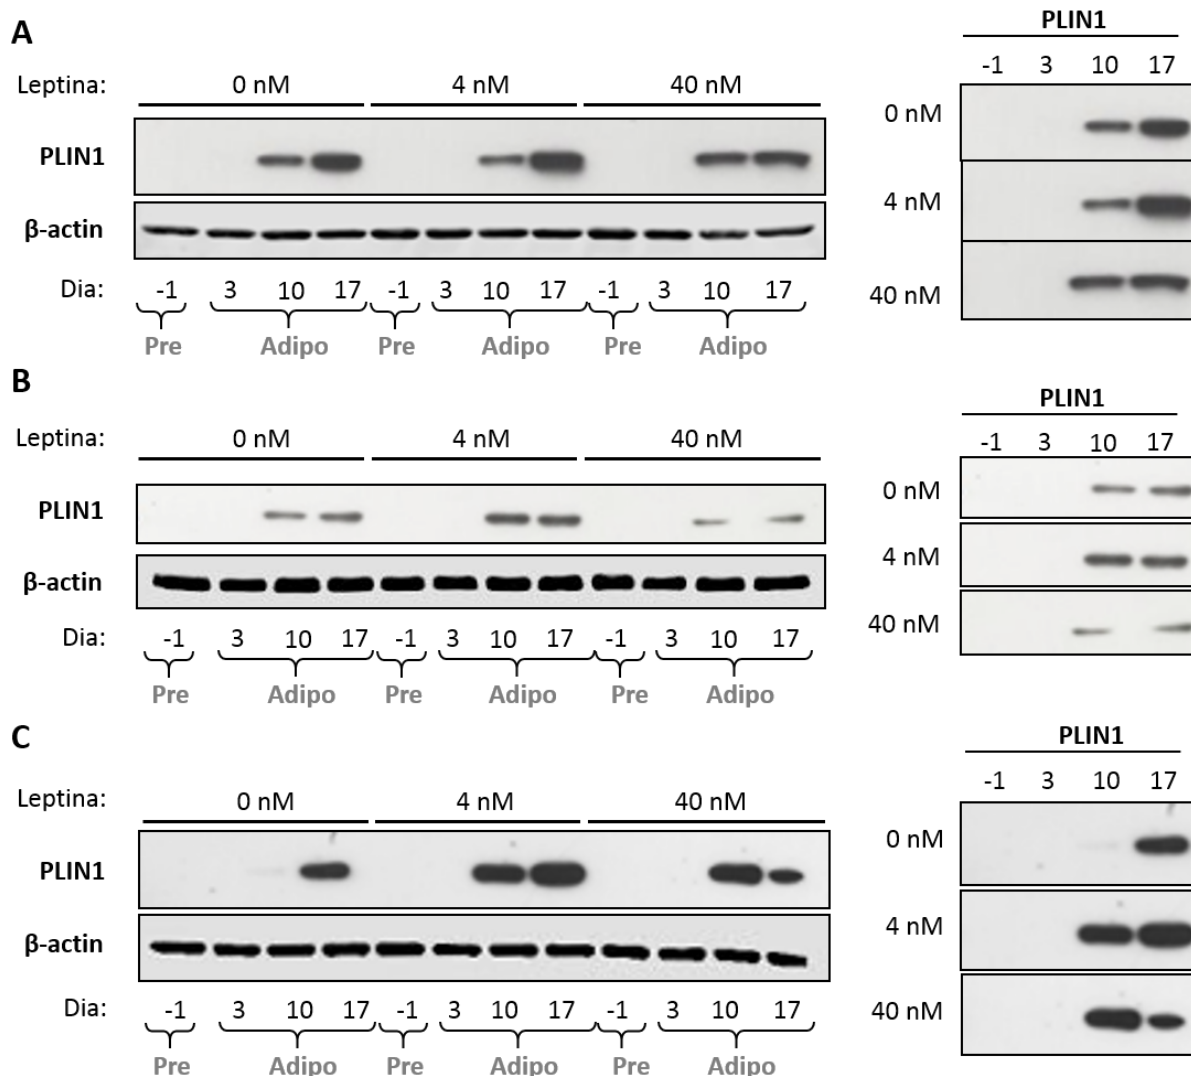 A
Leptina: 0 nM 4 nM 40 nM
PLIN1
β-actin
Dia: -1 3 10 17 -1 3 10 17 -1 3 10 17
Pre Adipo Pre Adipo Pre Adipo
PLIN1
-1 3 10 17
0 nM
4 nM
40 nM
B
Leptina: 0 nM 4 nM 40 nM
PLIN1
β-actin
Dia: -1 3 10 17 -1 3 10 17 -1 3 10 17
Pre Adipo Pre Adipo Pre Adipo
PLIN1
-1 3 10 17
0 nM
4 nM
40 nM
C
Leptina: 0 nM 4 nM 40 nM
PLIN1
β-actin
Dia: -1 3 10 17 -1 3 10 17 -1 3 10 17
Pre Adipo Pre Adipo Pre Adipo
PLIN1
-1 3 10 17
0 nM
4 nM
40 nM